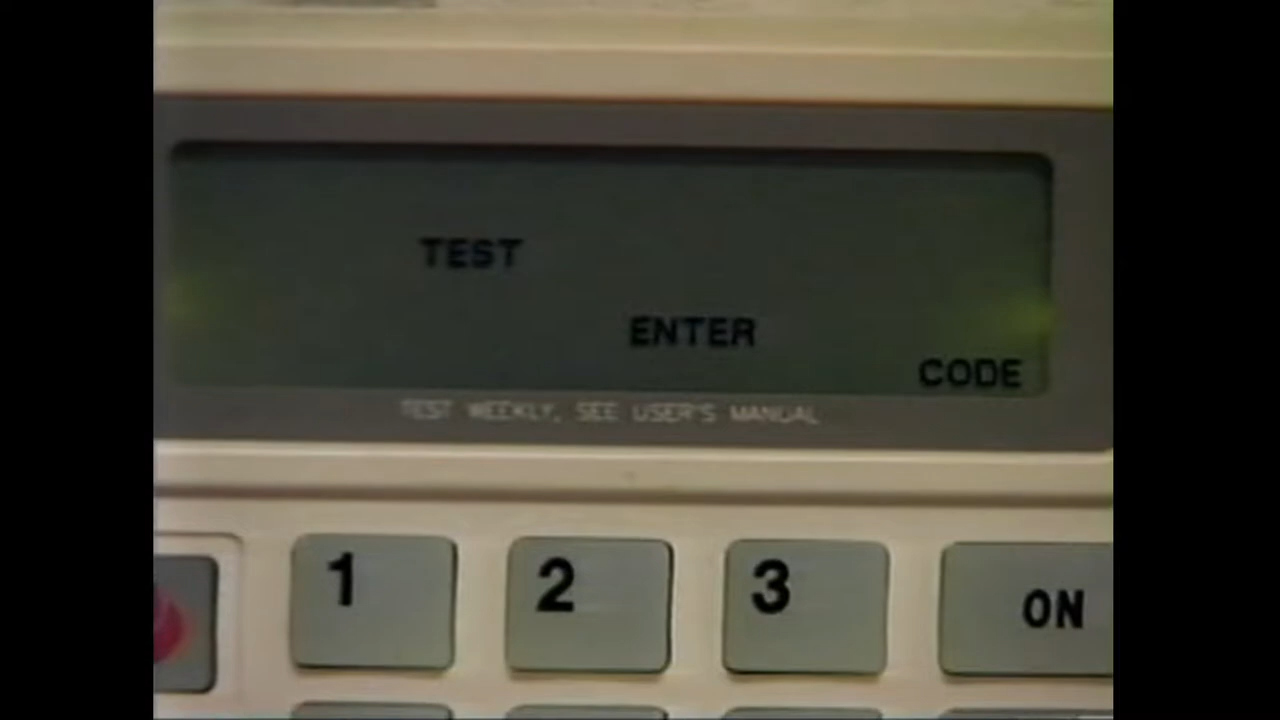 TEST
ENTER
CODE
TEST WEEKLY, SEE USER'S MANUAL
1 2 3 ON